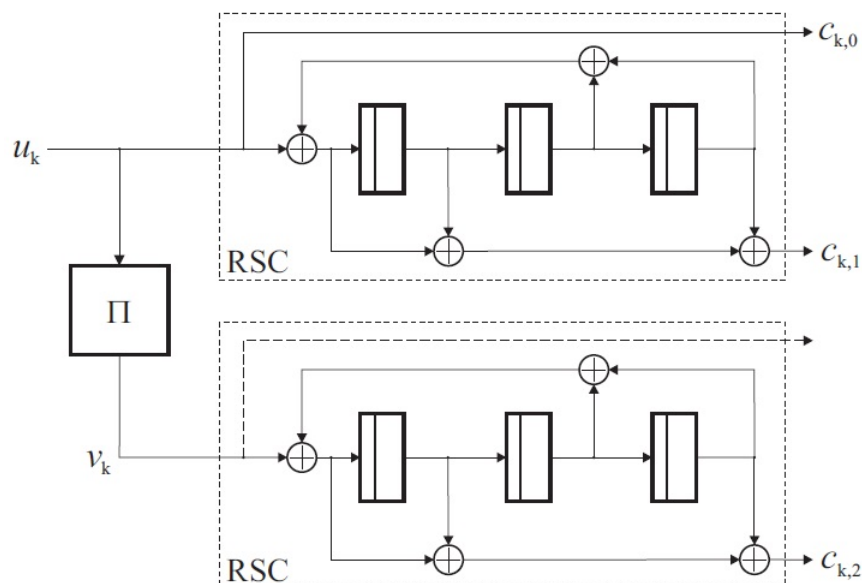 c_{k,0}
u_k
RSC
c_{k,1}
Π
v_k
RSC
c_{k,2}